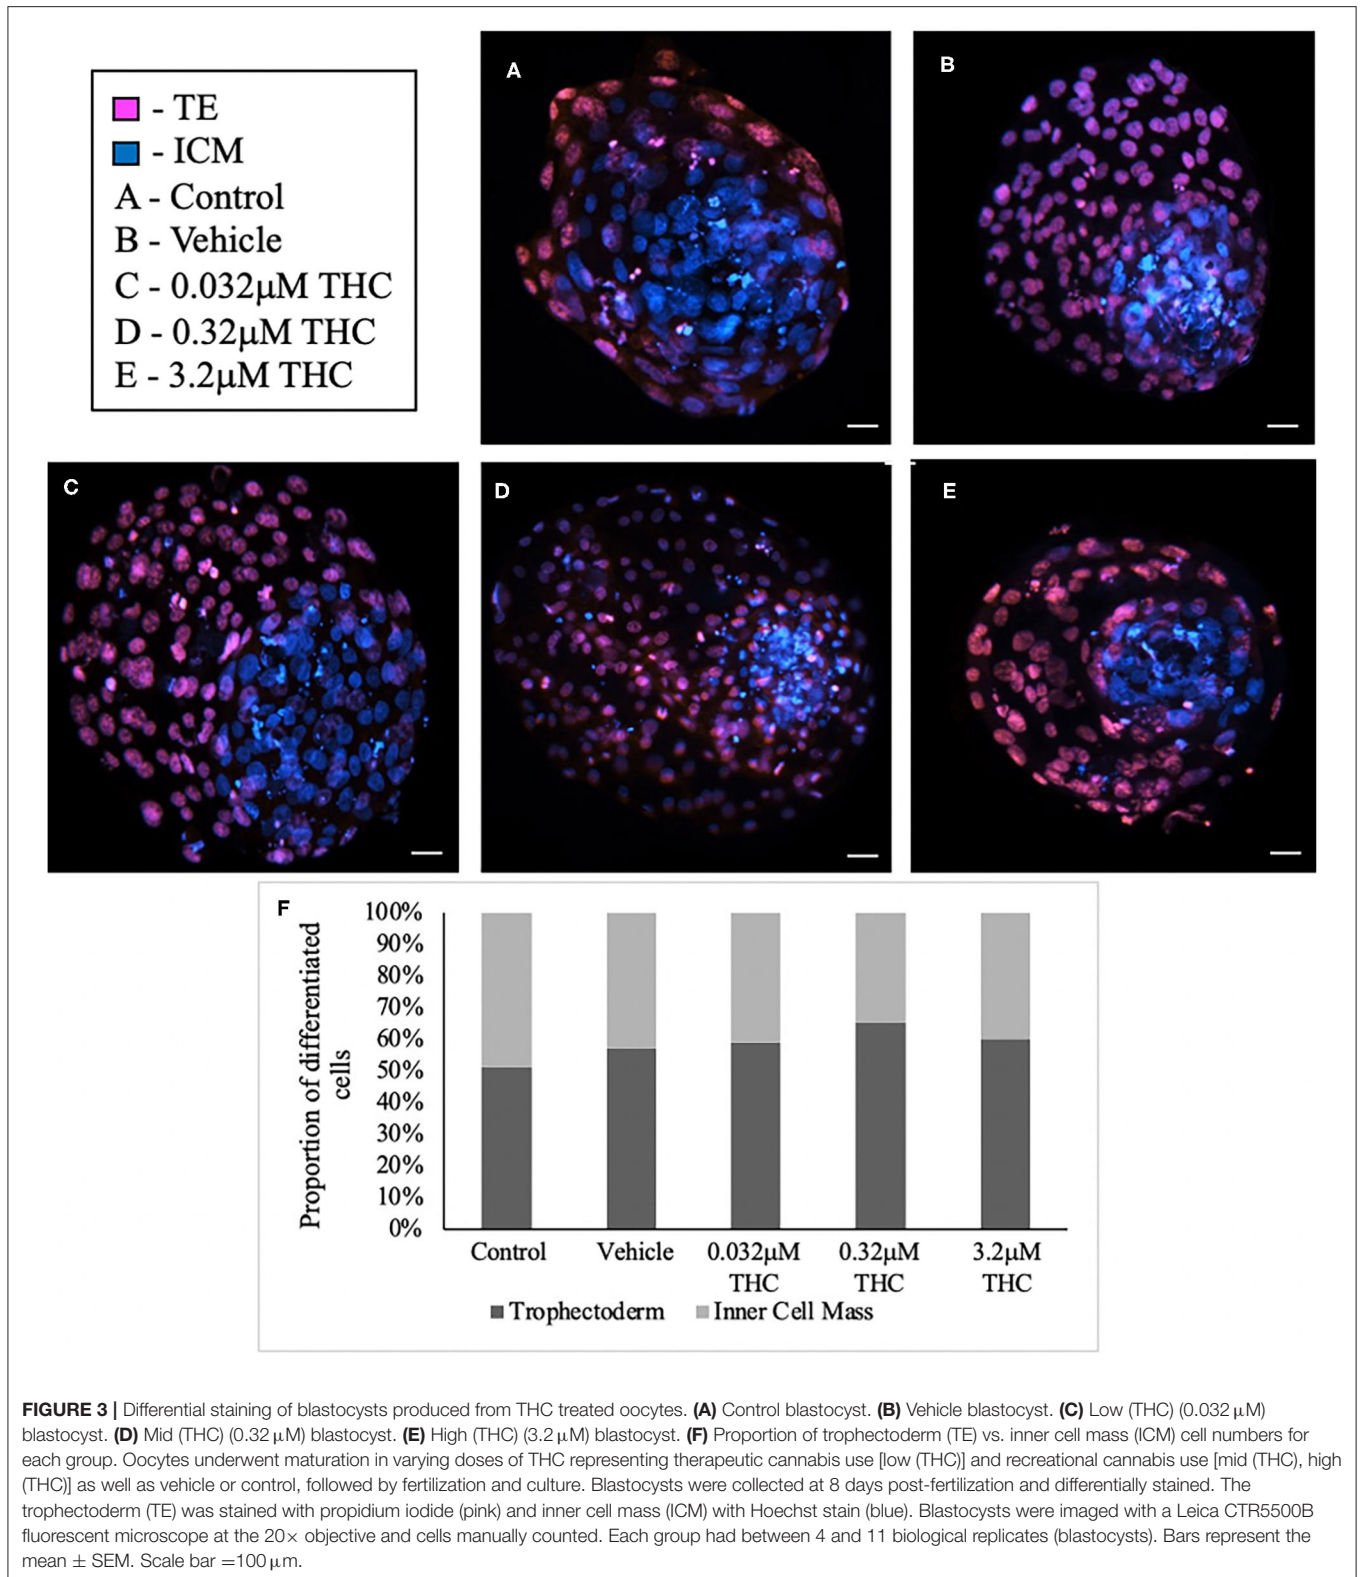 - TE
- ICM
A - Control
B - Vehicle
C - 0.032μM THC
D - 0.32μM THC
E - 3.2μM THC
A
B
C
D
E
F
Proportion of differentiated
cells
100%
90%
80%
70%
60%
50%
40%
30%
20%
10%
0%
Control
Vehicle
0.032μM
THC
0.32μM
THC
3.2μM
THC
Trophectoderm
Inner Cell Mass
FIGURE 3 | Differential staining of blastocysts produced from THC treated oocytes. (A) Control blastocyst. (B) Vehicle blastocyst. (C) Low (THC) (0.032 μM)
blastocyst. (D) Mid (THC) (0.32 μM) blastocyst. (E) High (THC) (3.2 μM) blastocyst. (F) Proportion of trophectoderm (TE) vs. inner cell mass (ICM) cell numbers for
each group. Oocytes underwent maturation in varying doses of THC representing therapeutic cannabis use [low (THC)] and recreational cannabis use [mid (THC), high
(THC)] as well as vehicle or control, followed by fertilization and culture. Blastocysts were collected at 8 days post-fertilization and differentially stained. The
trophectoderm (TE) was stained with propidium iodide (pink) and inner cell mass (ICM) with Hoechst stain (blue). Blastocysts were imaged with a Leica CTR5500B
fluorescent microscope at the 20× objective and cells manually counted. Each group had between 4 and 11 biological replicates (blastocysts). Bars represent the
mean ± SEM. Scale bar =100 μm.